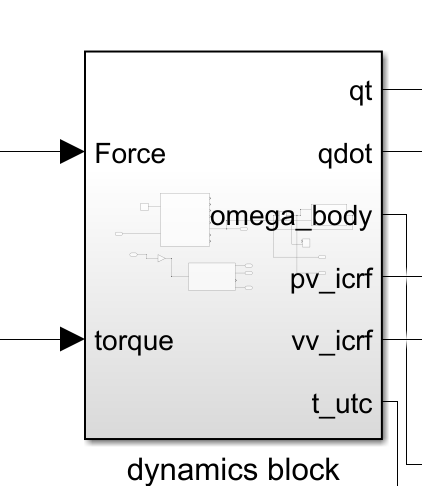 qt
Force
qdot
omega_body
pv_icrf
torque
vv_icrf
t_utc
dynamics block